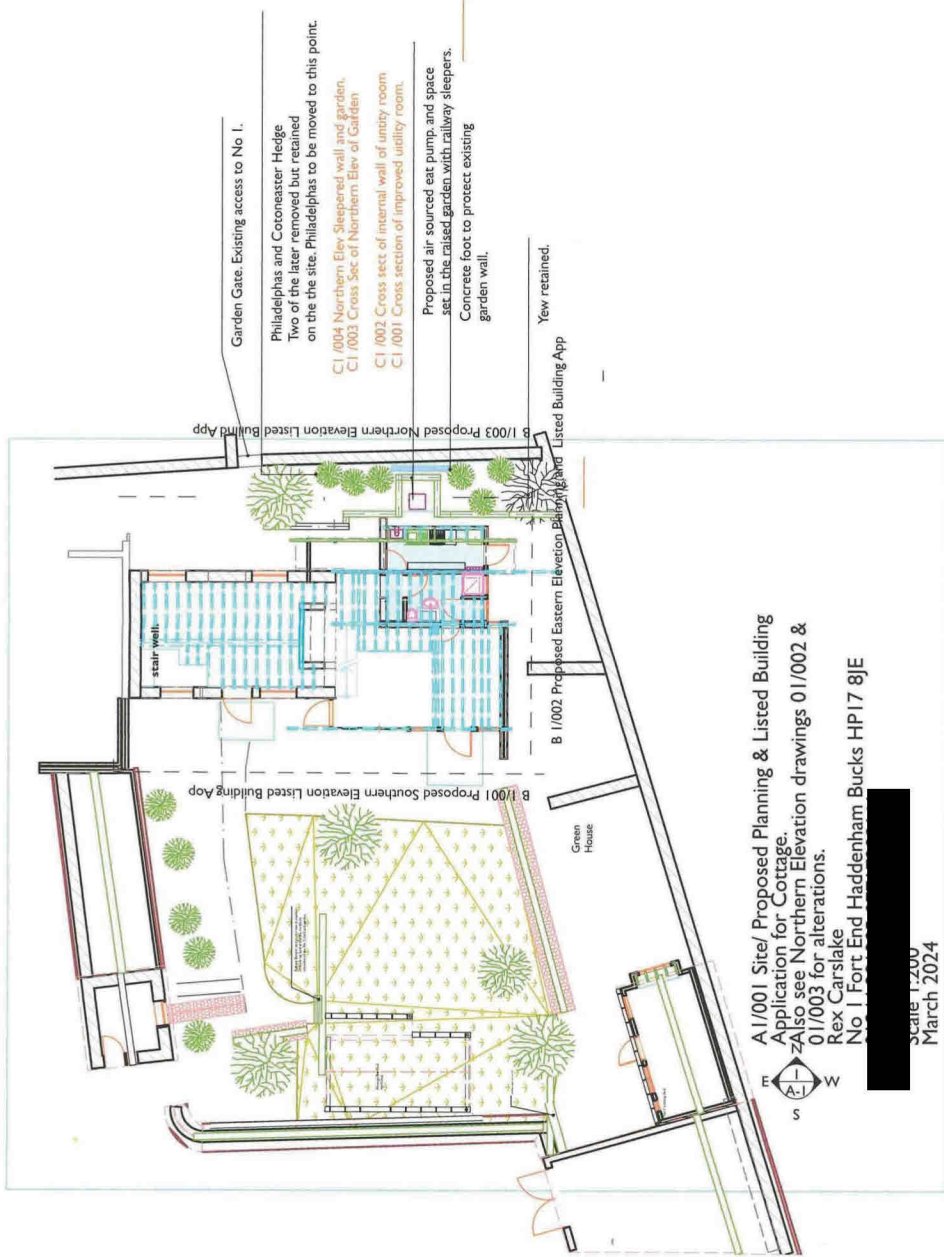 Garden Gate. Existing access to No 1.
Philadelphas and Cotoneaster Hedge
Two of the later removed but retained
on the the site. Philadelphas to be moved to this point.
C1 /004 Northern Elev Sleepered wall and garden.
C1 /003 Cross Sec of Northern Elev of Garden
C1 /002 Cross sect of internal wall of untity room
C1 /001 Cross section of improved uitility room.
Proposed air sourced eat pump. and space
set in the raised garden with railway sleepers.
Concrete foot to protect existing
garden wall.
Yew retained.
B 1/003 Proposed Northern Elevation Listed Builind App
B 1/002 Proposed Eastern Elevetion Planning and Listed Building App
stair well.
B 1/001 Proposed Southern Elevation Listed Building Aop
Green
House
A1/001 Site/ Proposed Planning & Listed Building
Application for Cottage.
Also see Northern Elevation drawings 01/002 &
01/003 for alterations.
Rex Carslake
No 1 Fort End Haddenham Bucks HP17 8JE
Scale 1:200
March 2024
E
Z
W
S
1
A-1